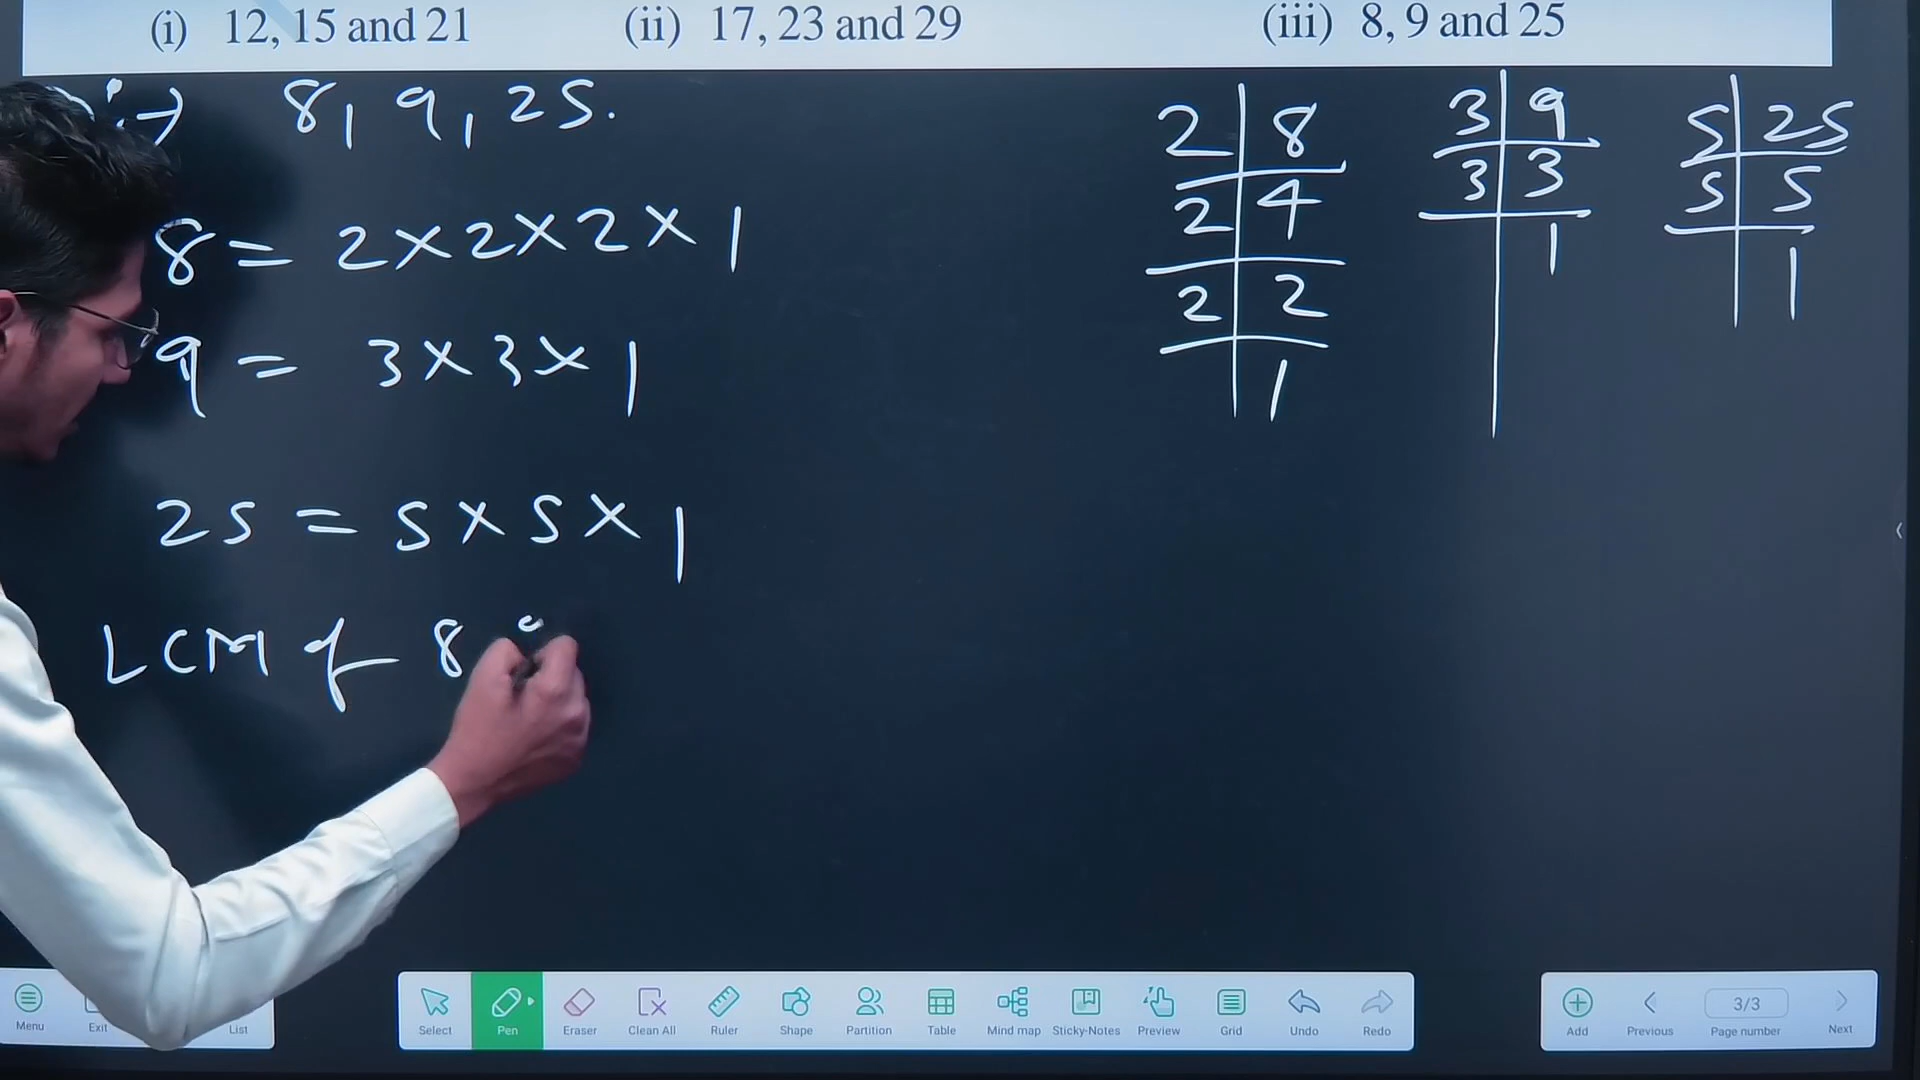 (i) 12, 15 and 21 (ii) 17, 23 and 29 (iii) 8, 9 and 25
8, 9, 25.
8 = 2 × 2 × 2 × 1
9 = 3 × 3 × 1
25 = 5 × 5 × 1
LCM of 8
2 8
2 4
2 2
1
3 9
3 3
1
5 25
5 5
1
Menu Exit List
Select Pen Eraser Clean All Ruler Shape Partition Table Mind map Sticky-Notes Preview Grid Undo Redo
3/3
Add Previous Page number Next